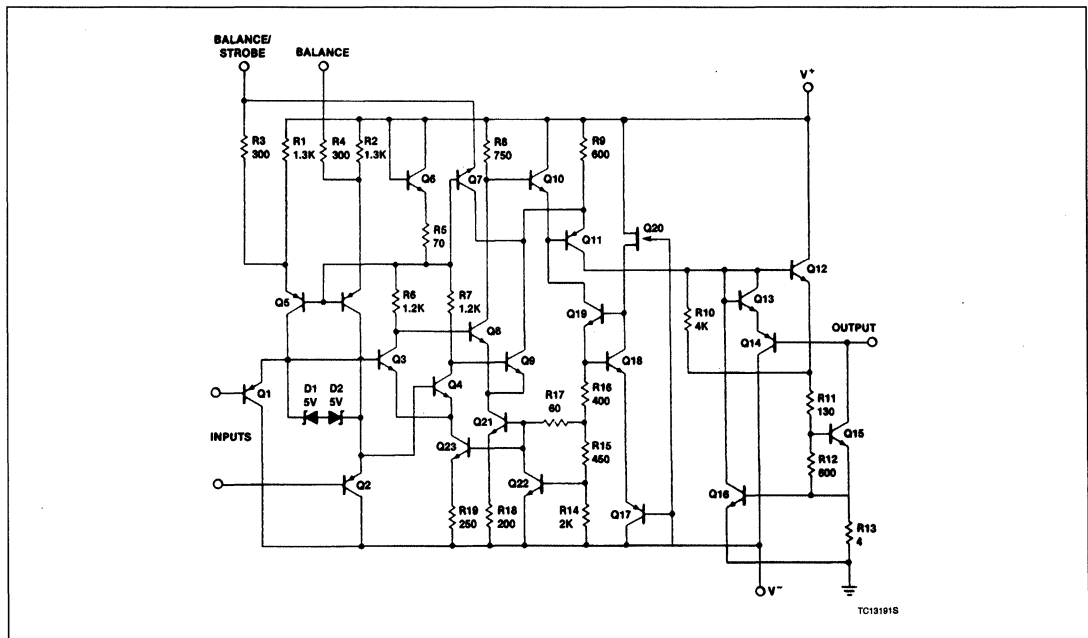 BALANCE/
STROBE
BALANCE
V+
R3
300
R1
1.3K
R4
300
R2
1.3K
Q6
Q7
R8
750
Q10
R9
600
R5
70
Q11
Q20
Q12
Q5
R6
1.2K
R7
1.2K
Q8
Q19
R10
4K
Q13
Q14
OUTPUT
Q3
Q9
Q18
Q1
D1
5V
D2
5V
Q4
R17
60
R16
400
R11
130
Q15
INPUTS
Q21
R15
450
R12
600
Q23
Q22
Q16
Q2
R19
250
R18
200
R14
2K
Q17
R13
4
V-
TC13191S